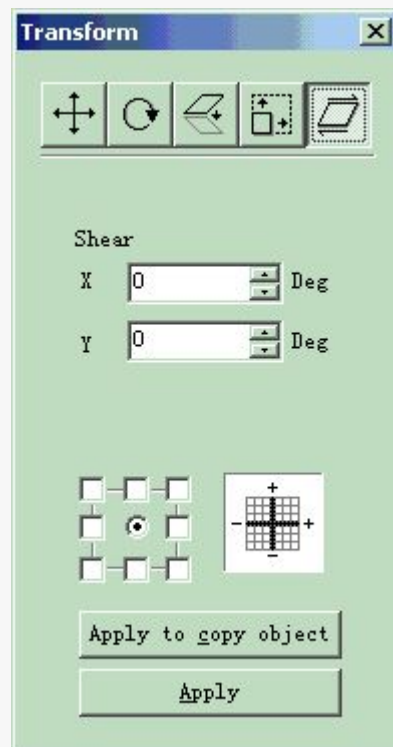 Transform
Shear
X 0 Deg
Y 0 Deg
+
- +
-
Apply to copy object
Apply